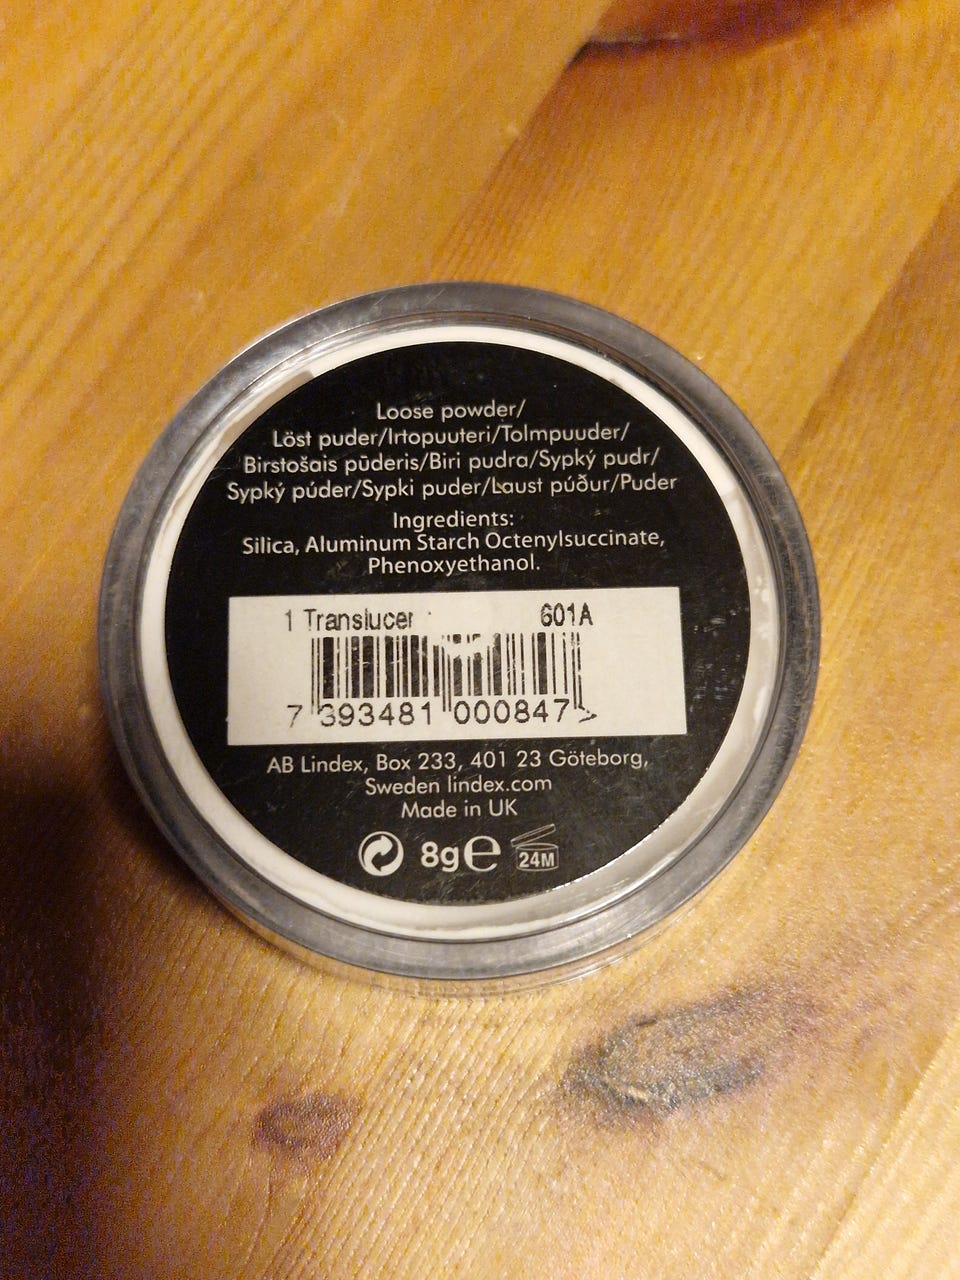 Loose powder/
Löst puder/Irtopuuteri/Tolmpuuder/
Birstošais pūderis/Biri pudra/Sypký pudr/
Sypký púder/Sypki puder/Laust púður/Puder
Ingredients:
Silica, Aluminum Starch Octenylsuccinate,
Phenoxyethanol.
1 Translucer 601A
7 393481 000847 >
AB Lindex, Box 233, 401 23 Göteborg,
Sweden lindex.com
Made in UK
8g ℮ 24M